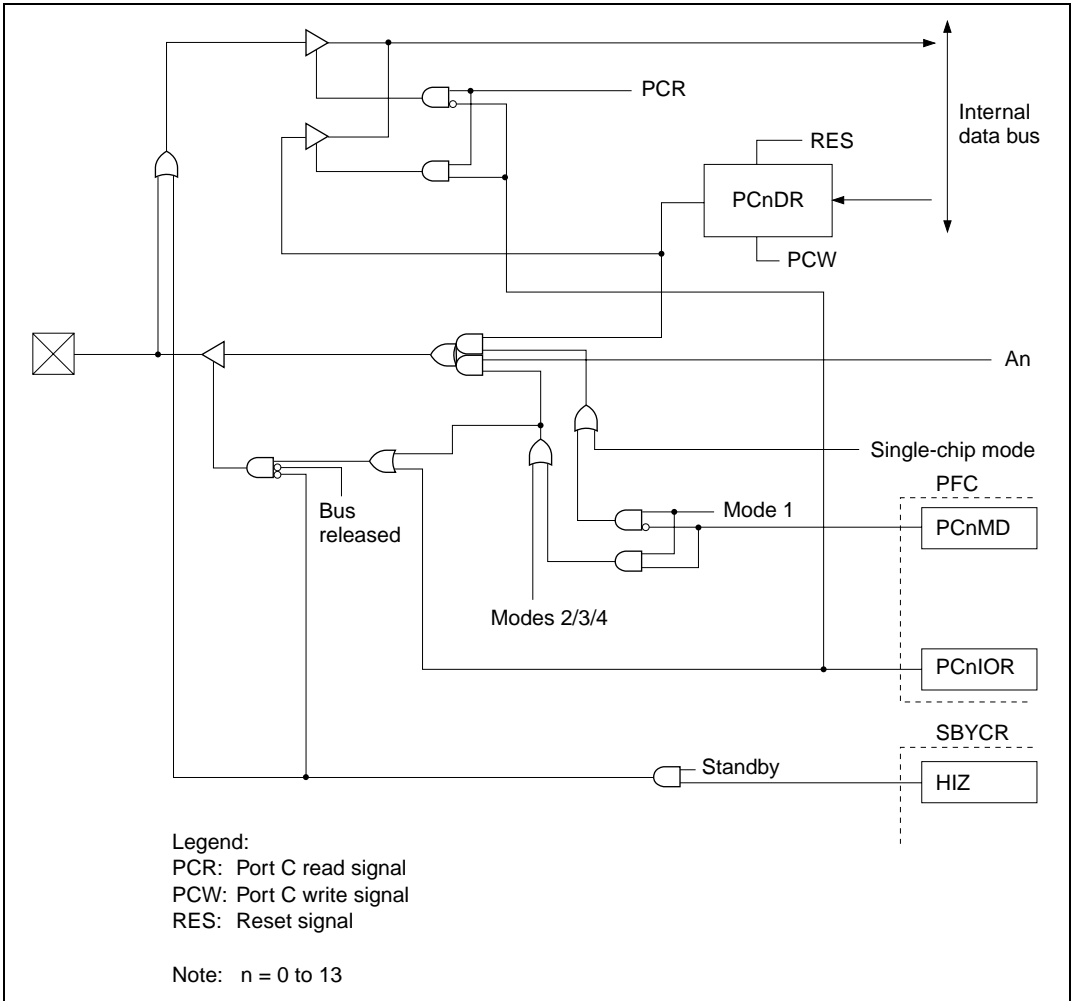 PCR
Internal
data bus
RES
PCnDR
PCW
An
Single-chip mode
PFC
Bus
released
Mode 1
PCnMD
Modes 2/3/4
PCnIOR
SBYCR
Standby
HIZ
Legend:
PCR: Port C read signal
PCW: Port C write signal
RES: Reset signal
Note: n = 0 to 13